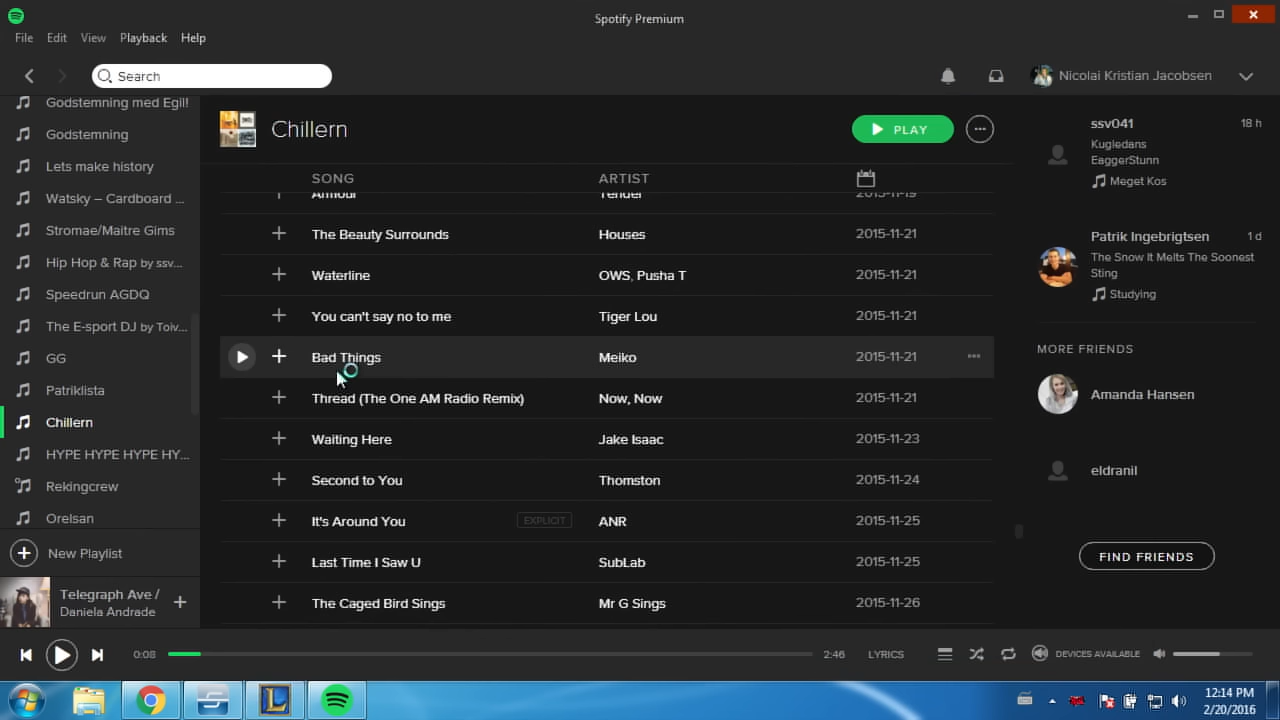 Spotify Premium
File Edit View Playback Help
Search
Nicolai Kristian Jacobsen
Godstemning med Egil!
Godstemning
Lets make history
Watsky – Cardboard ...
Stromae/Maitre Gims
Hip Hop & Rap by ssv...
Speedrun AGDQ
The E-sport DJ by Toiv...
GG
Patriklista
Chillern
HYPE HYPE HYPE HY...
Rekingcrew
Orelsan
New Playlist
Telegraph Ave /
Daniela Andrade
Chillern
PLAY
SONG ARTIST
Armour Tender 2015-11-19
The Beauty Surrounds Houses 2015-11-21
Waterline OWS, Pusha T 2015-11-21
You can't say no to me Tiger Lou 2015-11-21
Bad Things Meiko 2015-11-21
Thread (The One AM Radio Remix) Now, Now 2015-11-21
Waiting Here Jake Isaac 2015-11-23
Second to You Thomston 2015-11-24
It's Around You EXPLICIT ANR 2015-11-25
Last Time I Saw U SubLab 2015-11-25
The Caged Bird Sings Mr G Sings 2015-11-26
ssv041 18 h
Kugledans
EaggerStunn
Meget Kos
Patrik Ingebrigtsen 1 d
The Snow It Melts The Soonest
Sting
Studying
MORE FRIENDS
Amanda Hansen
eldranil
FIND FRIENDS
0:08 2:46 LYRICS DEVICES AVAILABLE
12:14 PM
2/20/2016